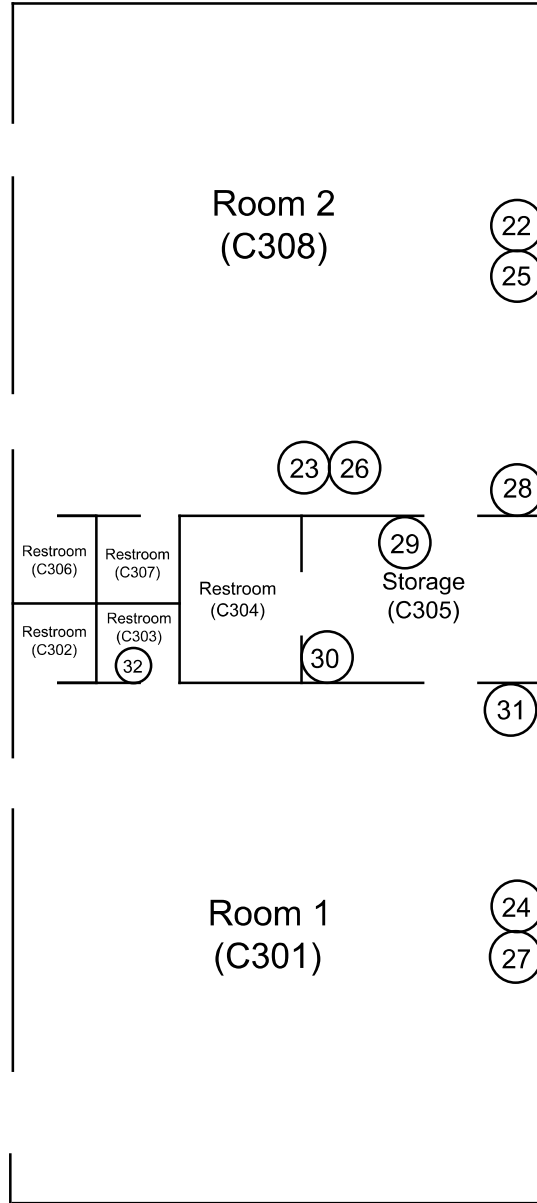 Room 2
(C308)
22
25
23
26
28
29
Restroom
(C306)
Restroom
(C307)
Restroom
(C304)
Storage
(C305)
Restroom
(C302)
Restroom
(C303)
32
30
31
Room 1
(C301)
24
27